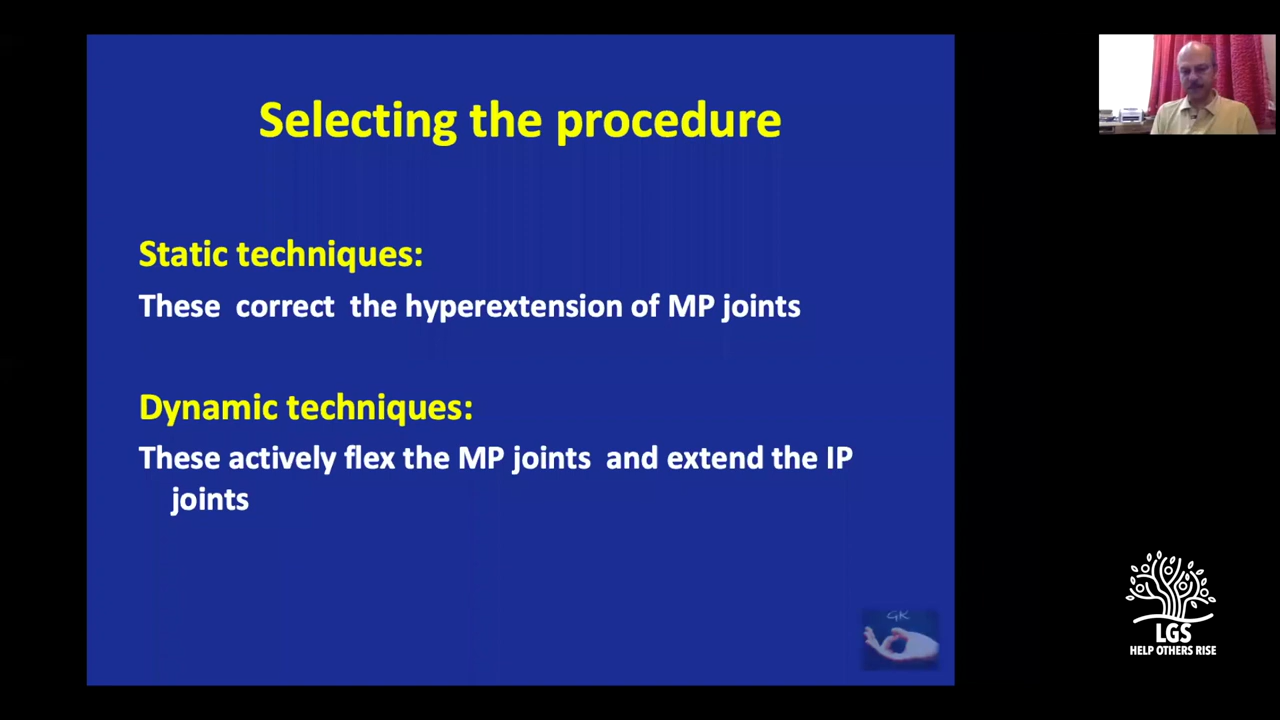 Selecting the procedure
Static techniques:
These correct the hyperextension of MP joints
Dynamic techniques:
These actively flex the MP joints and extend the IP
joints
GK
LGS
HELP OTHERS RISE